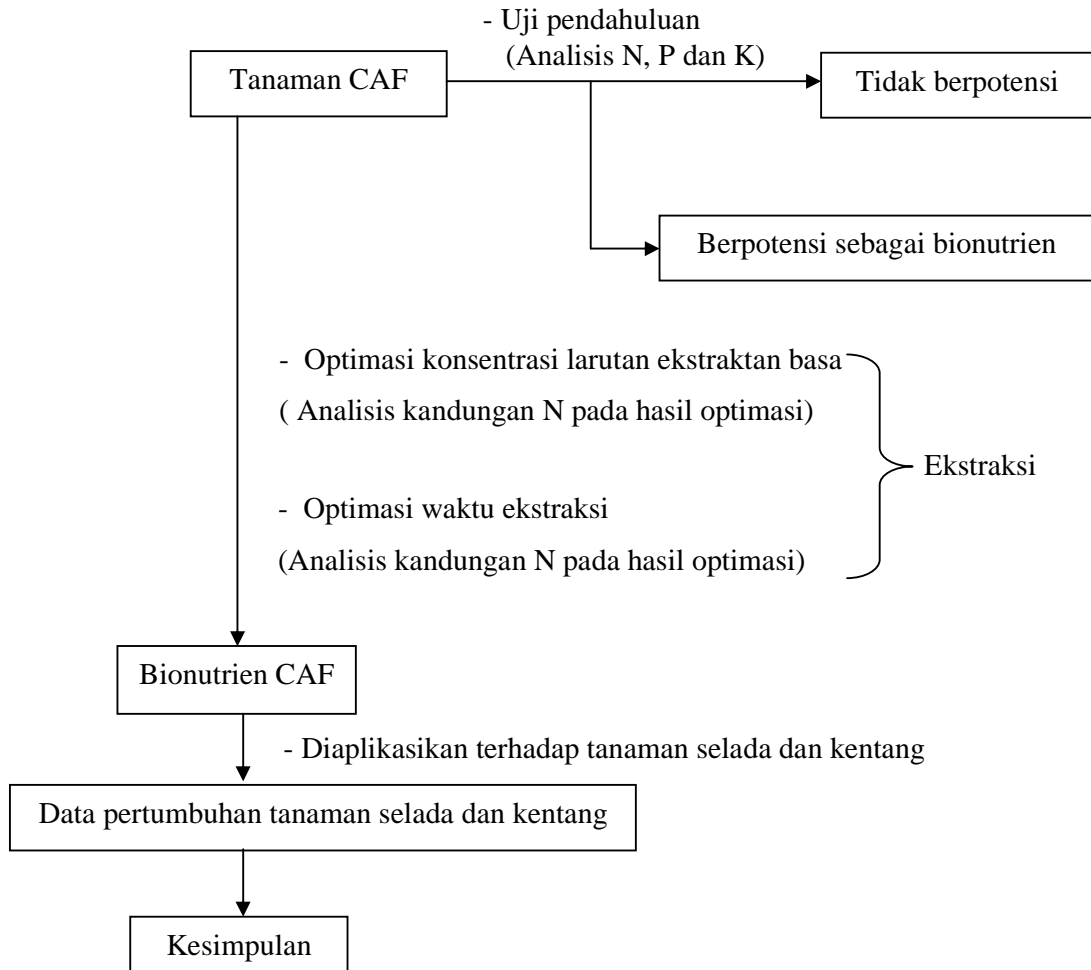 - Uji pendahuluan
(Analisis N, P dan K)
Tanaman CAF
Tidak berpotensi
Berpotensi sebagai bionutrien
- Optimasi konsentrasi larutan ekstraktan basa
( Analisis kandungan N pada hasil optimasi)
Ekstraksi
- Optimasi waktu ekstraksi
(Analisis kandungan N pada hasil optimasi)
Bionutrien CAF
- Diaplikasikan terhadap tanaman selada dan kentang
Data pertumbuhan tanaman selada dan kentang
Kesimpulan